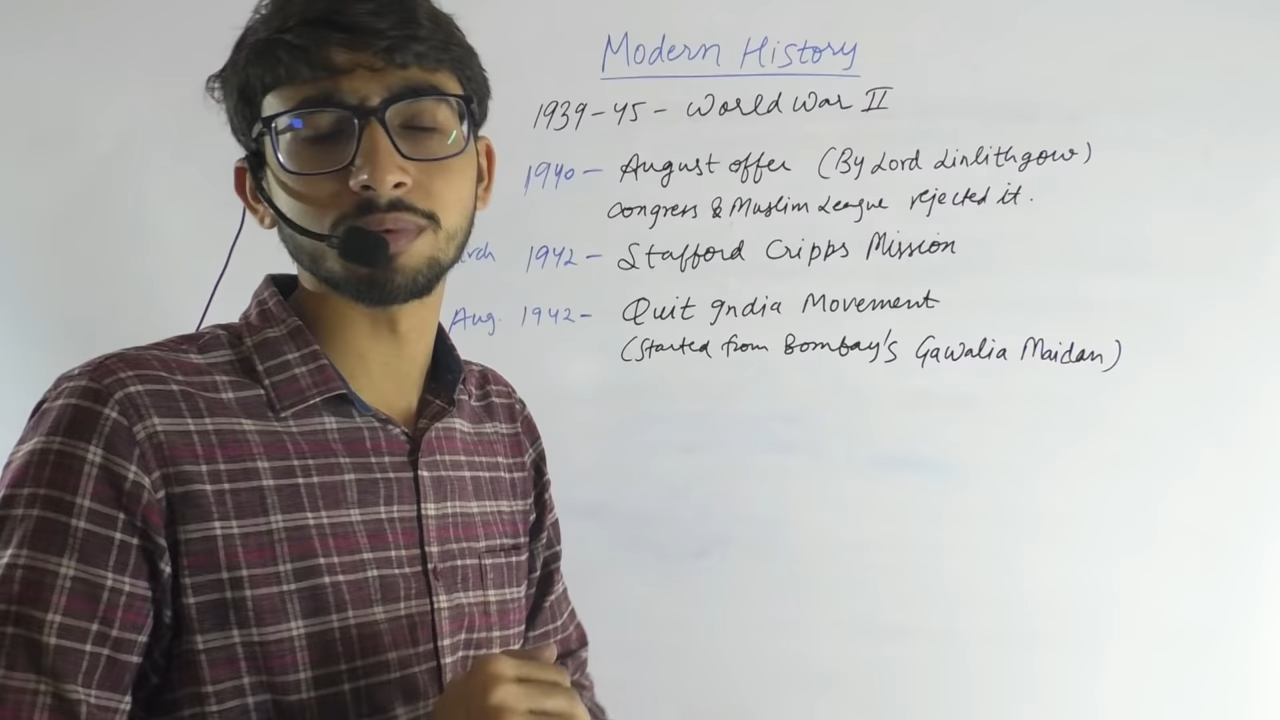 Modern History
1939-45 - World War II
1940 - August offer (By Lord Linlithgow)
Congress & Muslim League rejected it.
rch 1942 - Stafford Cripps Mission
Aug. 1942 - Quit India Movement
(Started from Bombay's Gawalia Maidan)